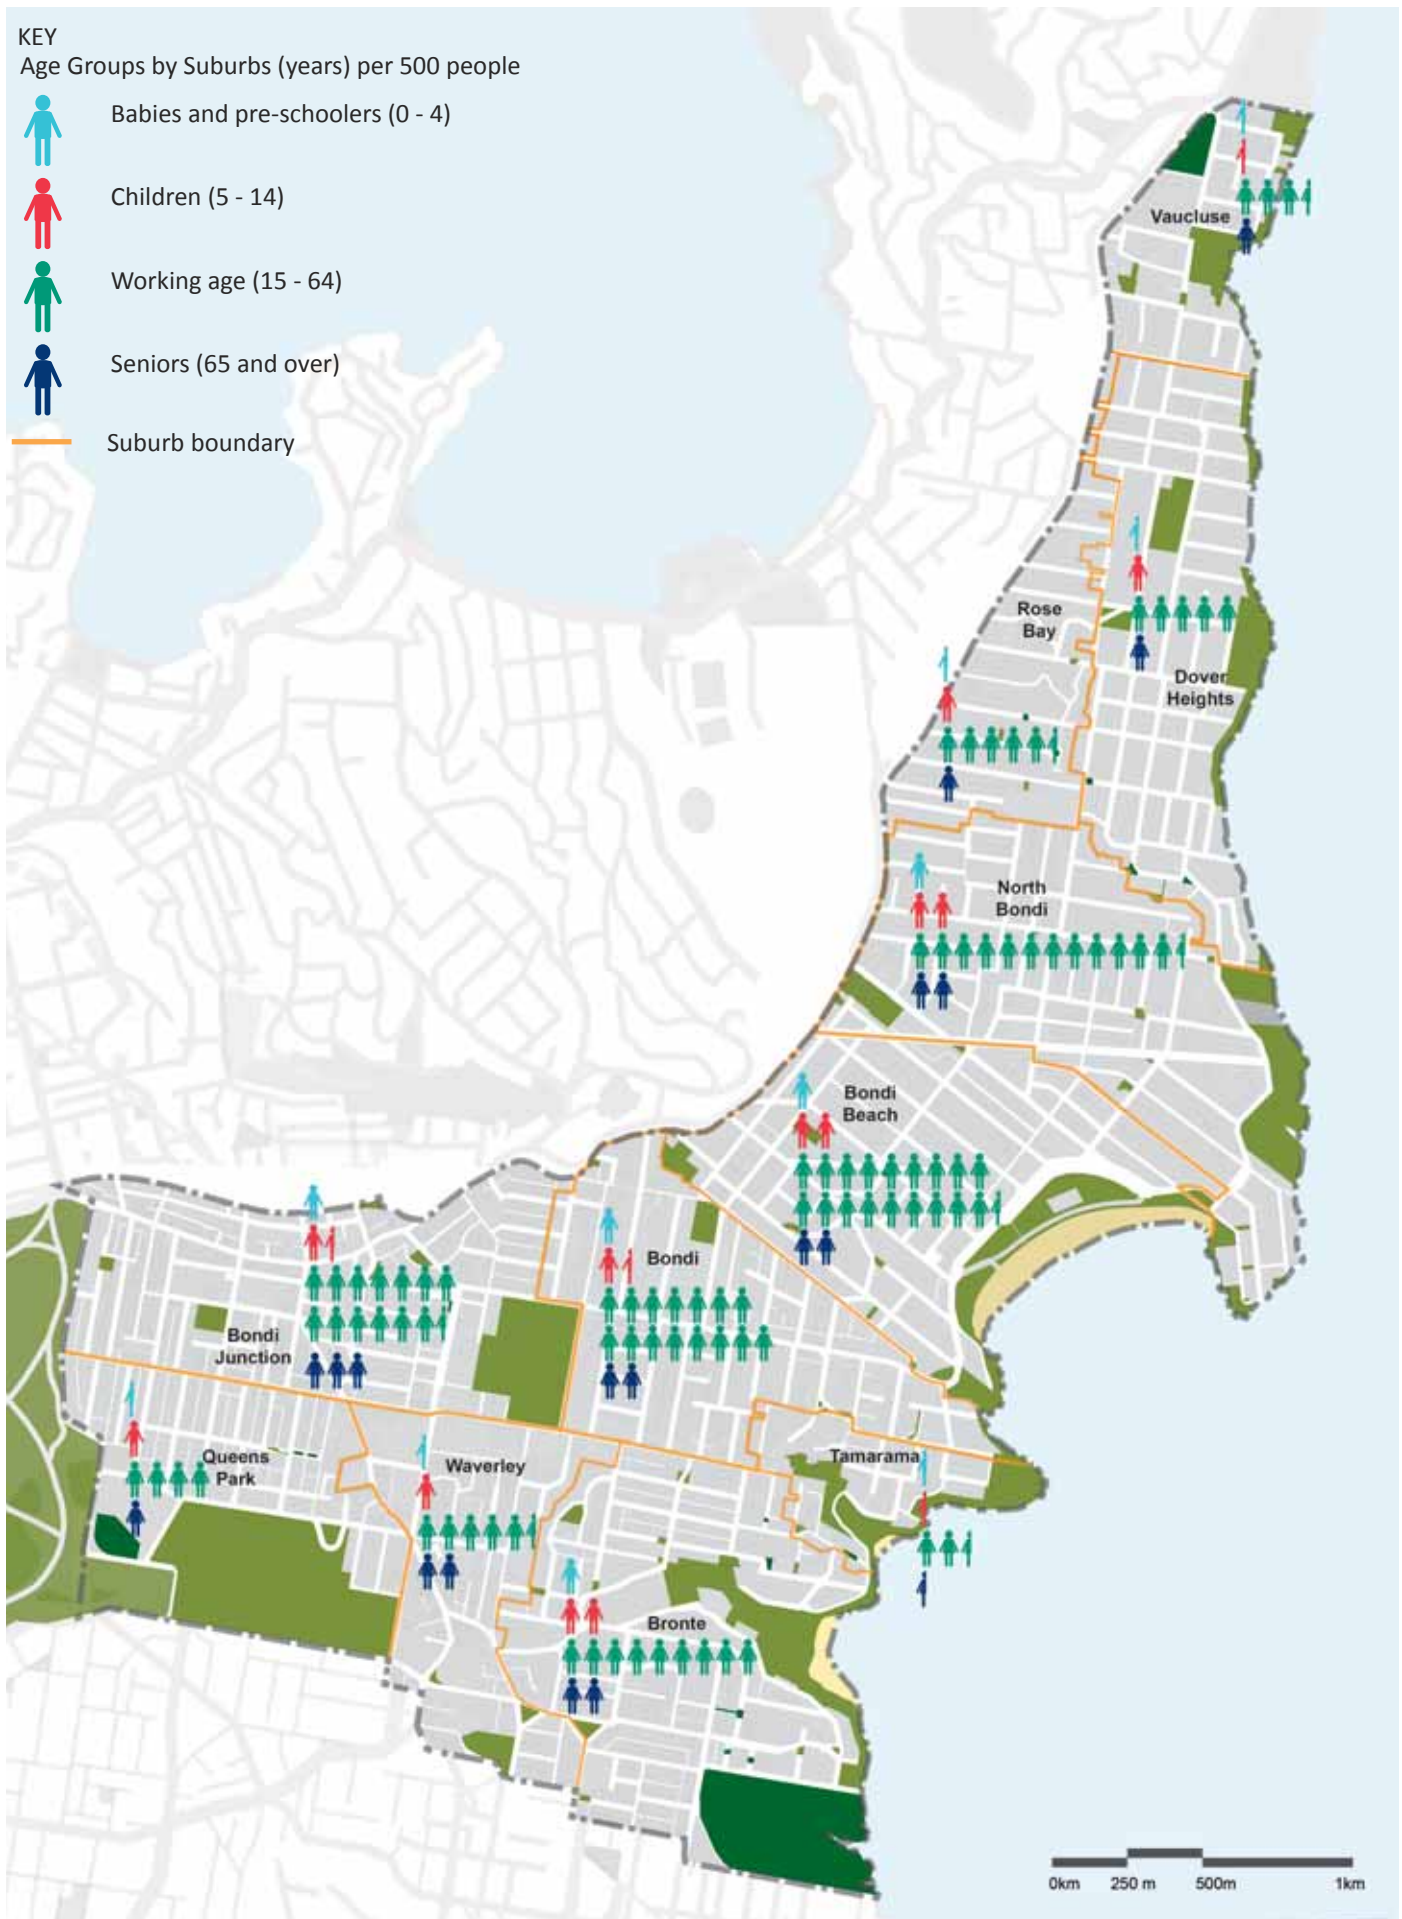 KEY
Age Groups by Suburbs (years) per 500 people
Babies and pre-schoolers (0 - 4)
Children (5 - 14)
Working age (15 - 64)
Seniors (65 and over)
Suburb boundary
Vaucluse
Rose
Bay
Dover
Heights
North
Bondi
Bondi
Beach
Bondi
Bondi
Junction
Queens
Park
Waverley
Tamarama
Bronte
0km 250 m 500m 1km